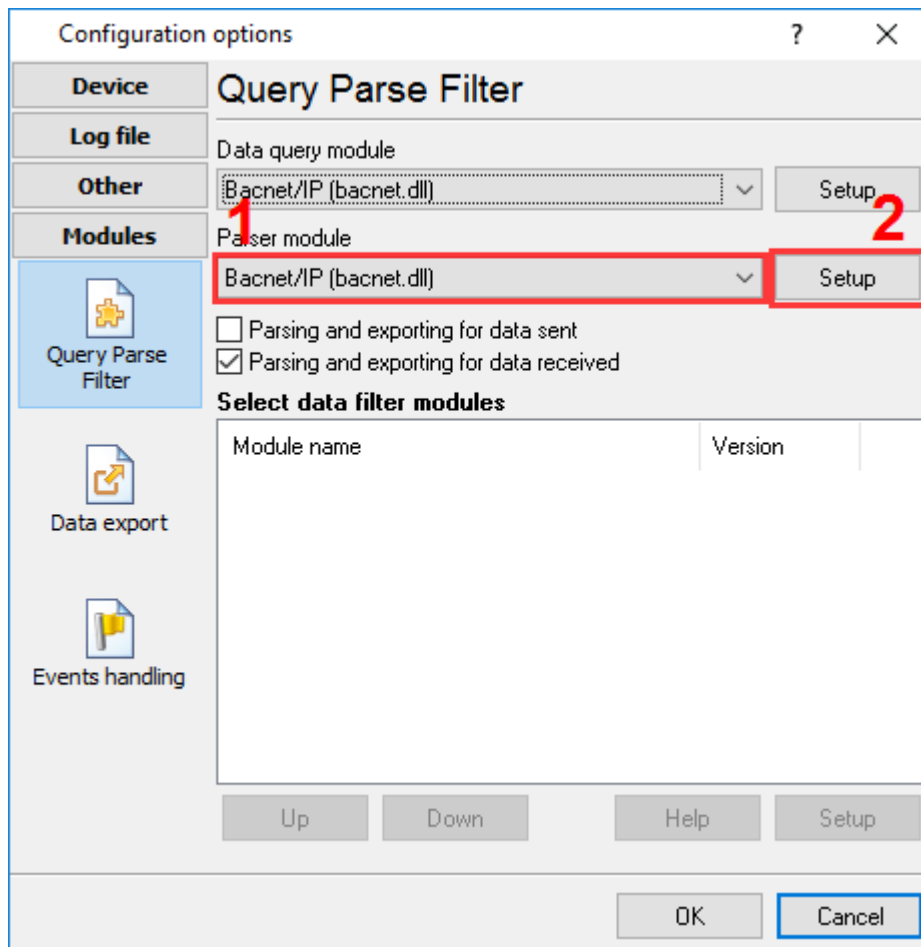 Configuration options
?
Device
Query Parse Filter
Log file
Data query module
Other
Bacnet/IP (bacnet.dll)
Setup
1
2
Modules
Parser module
Bacnet/IP (bacnet.dll)
Setup
Parsing and exporting for data sent
Query Parse
Filter
Parsing and exporting for data received
Select data filter modules
Module name
Version
Data export
Events handling
Up
Down
Help
Setup
OK
Cancel